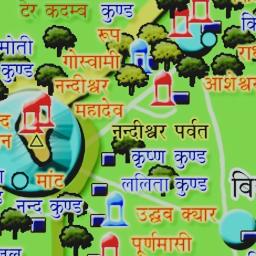 टेर कदम्ब कुण्ड
मोती
कुण्ड
रूप
गोस्वामी
नन्दीश्वर
महादेव
आशेश्वर
नन्दीश्वर पर्वत
कृष्ण कुण्ड
मांट
ललिता कुण्ड
नन्द कुण्ड
उद्धव क्यार
पूर्णमासी